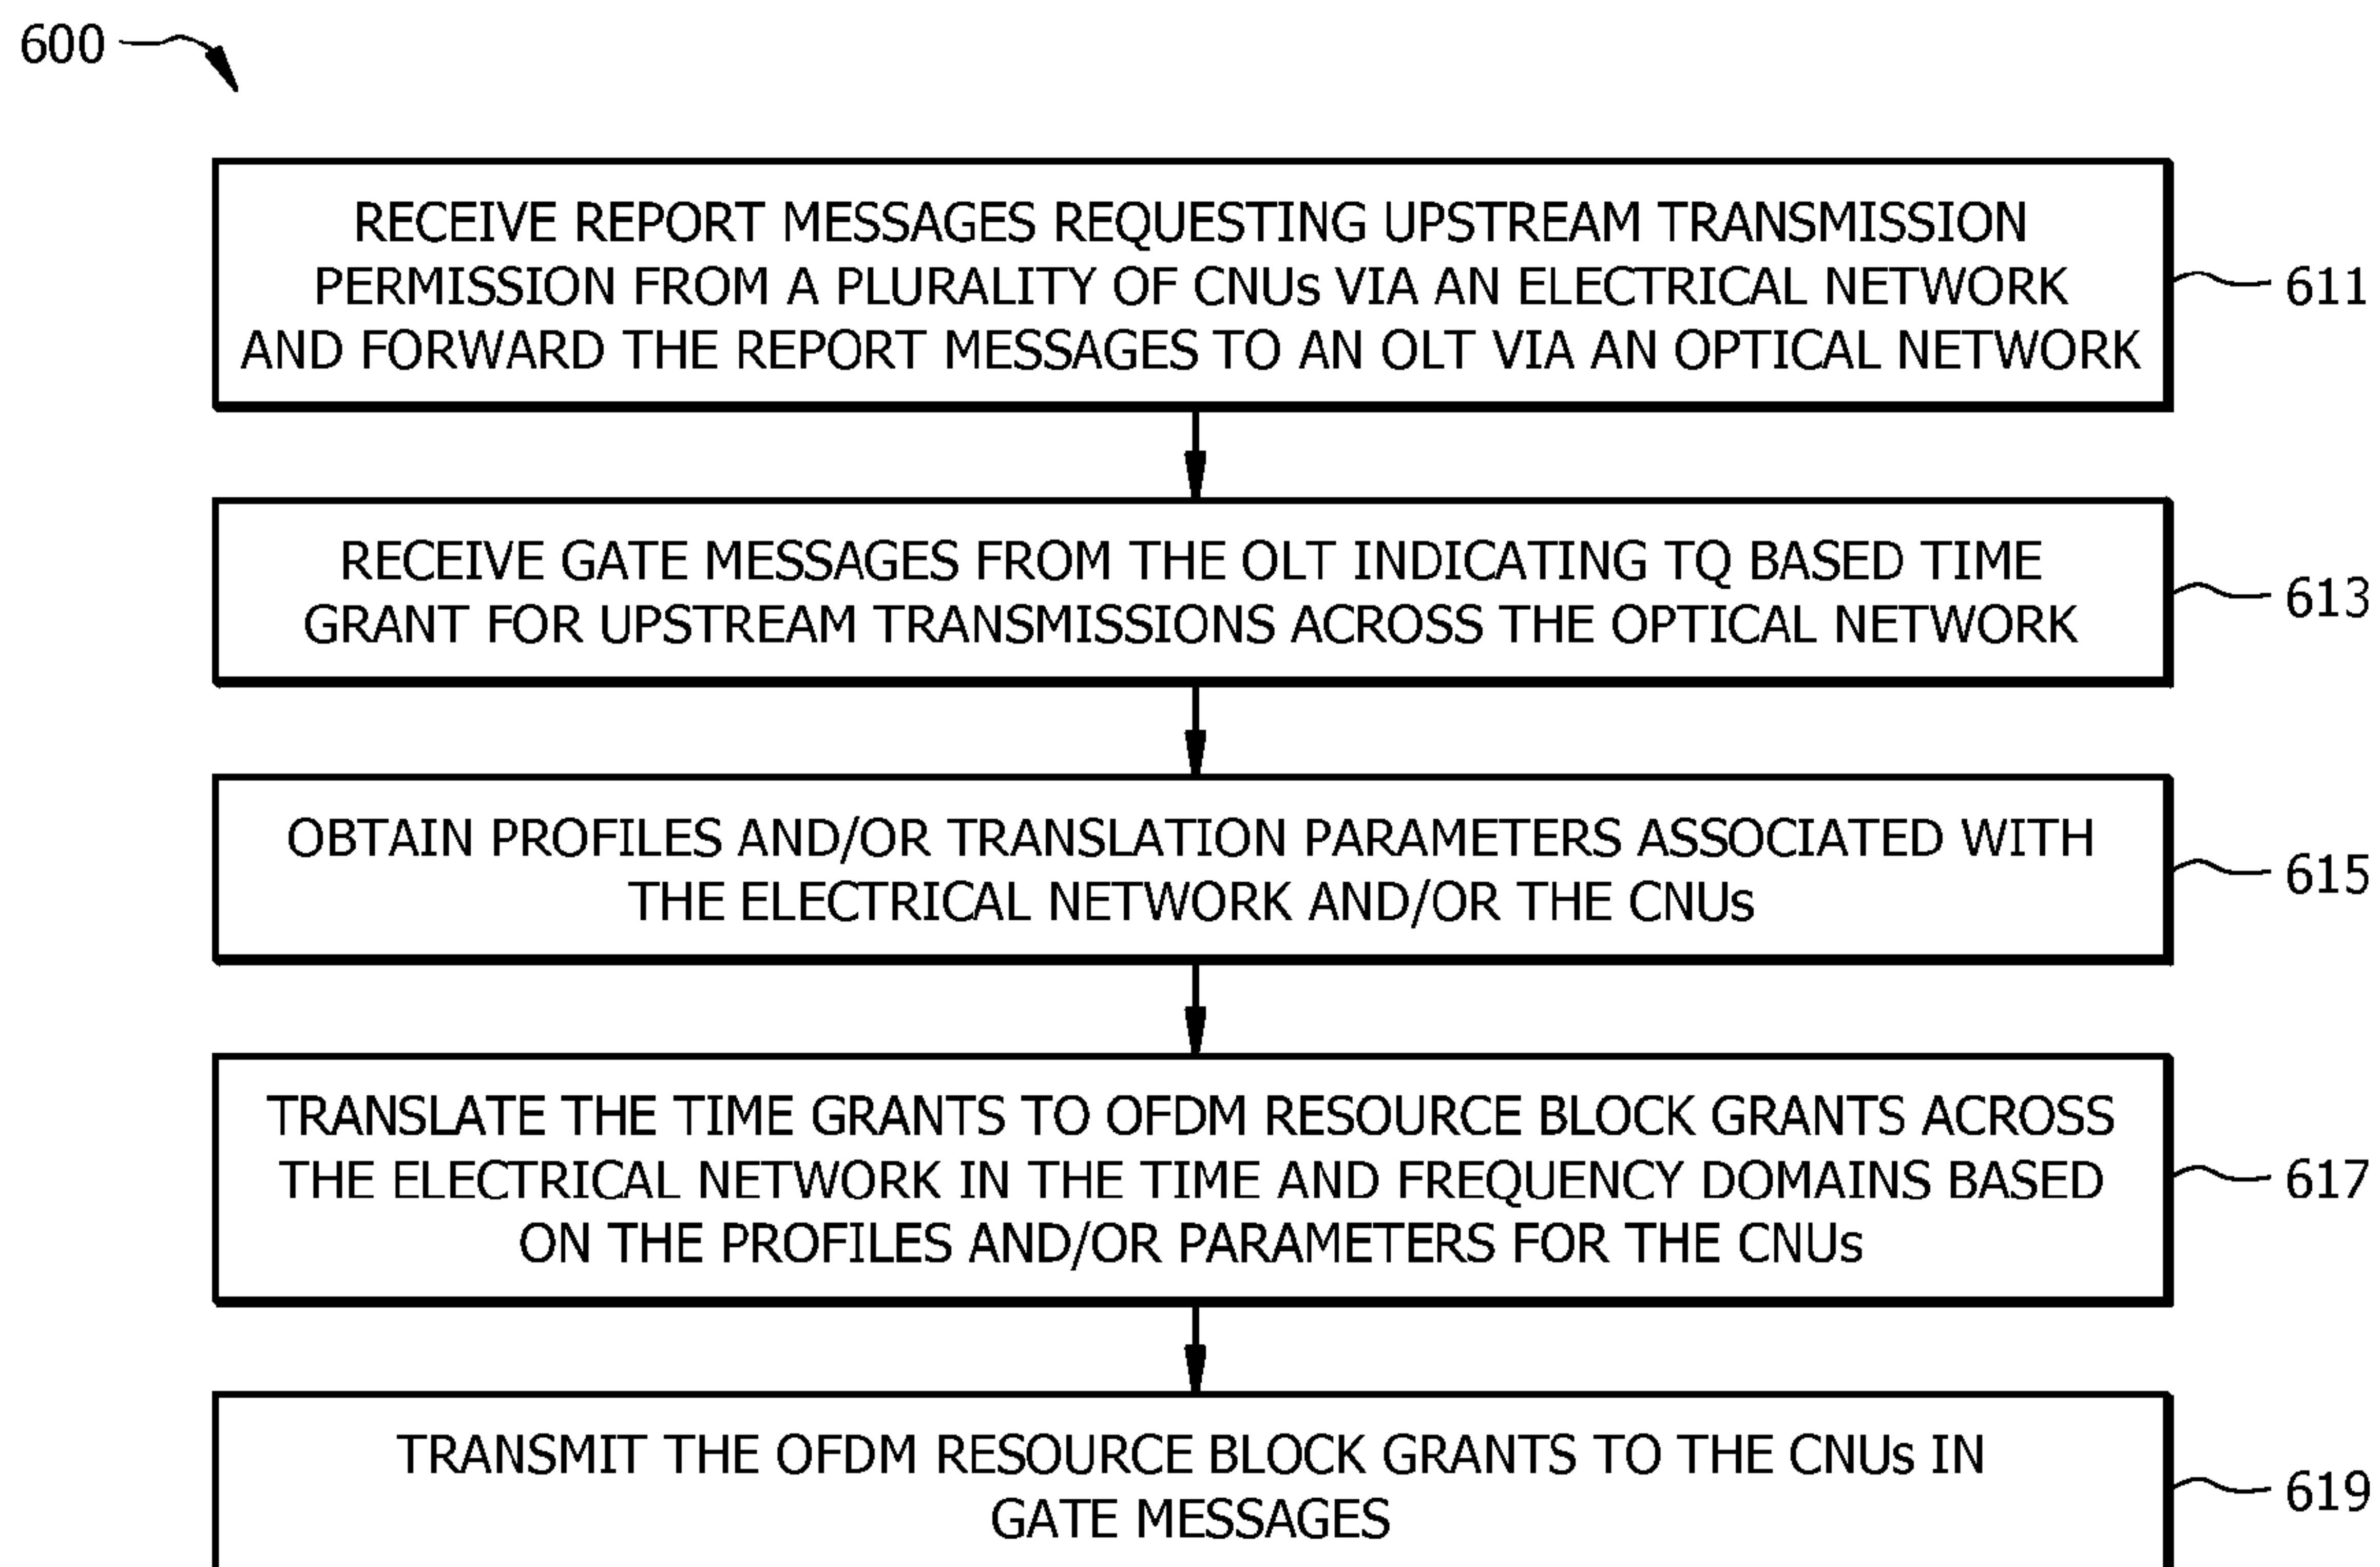 600
RECEIVE REPORT MESSAGES REQUESTING UPSTREAM TRANSMISSION
PERMISSION FROM A PLURALITY OF CNUs VIA AN ELECTRICAL NETWORK
AND FORWARD THE REPORT MESSAGES TO AN OLT VIA AN OPTICAL NETWORK
611
RECEIVE GATE MESSAGES FROM THE OLT INDICATING TQ BASED TIME
GRANT FOR UPSTREAM TRANSMISSIONS ACROSS THE OPTICAL NETWORK
613
OBTAIN PROFILES AND/OR TRANSLATION PARAMETERS ASSOCIATED WITH
THE ELECTRICAL NETWORK AND/OR THE CNUs
615
TRANSLATE THE TIME GRANTS TO OFDM RESOURCE BLOCK GRANTS ACROSS
THE ELECTRICAL NETWORK IN THE TIME AND FREQUENCY DOMAINS BASED
ON THE PROFILES AND/OR PARAMETERS FOR THE CNUs
617
TRANSMIT THE OFDM RESOURCE BLOCK GRANTS TO THE CNUs IN
GATE MESSAGES
619